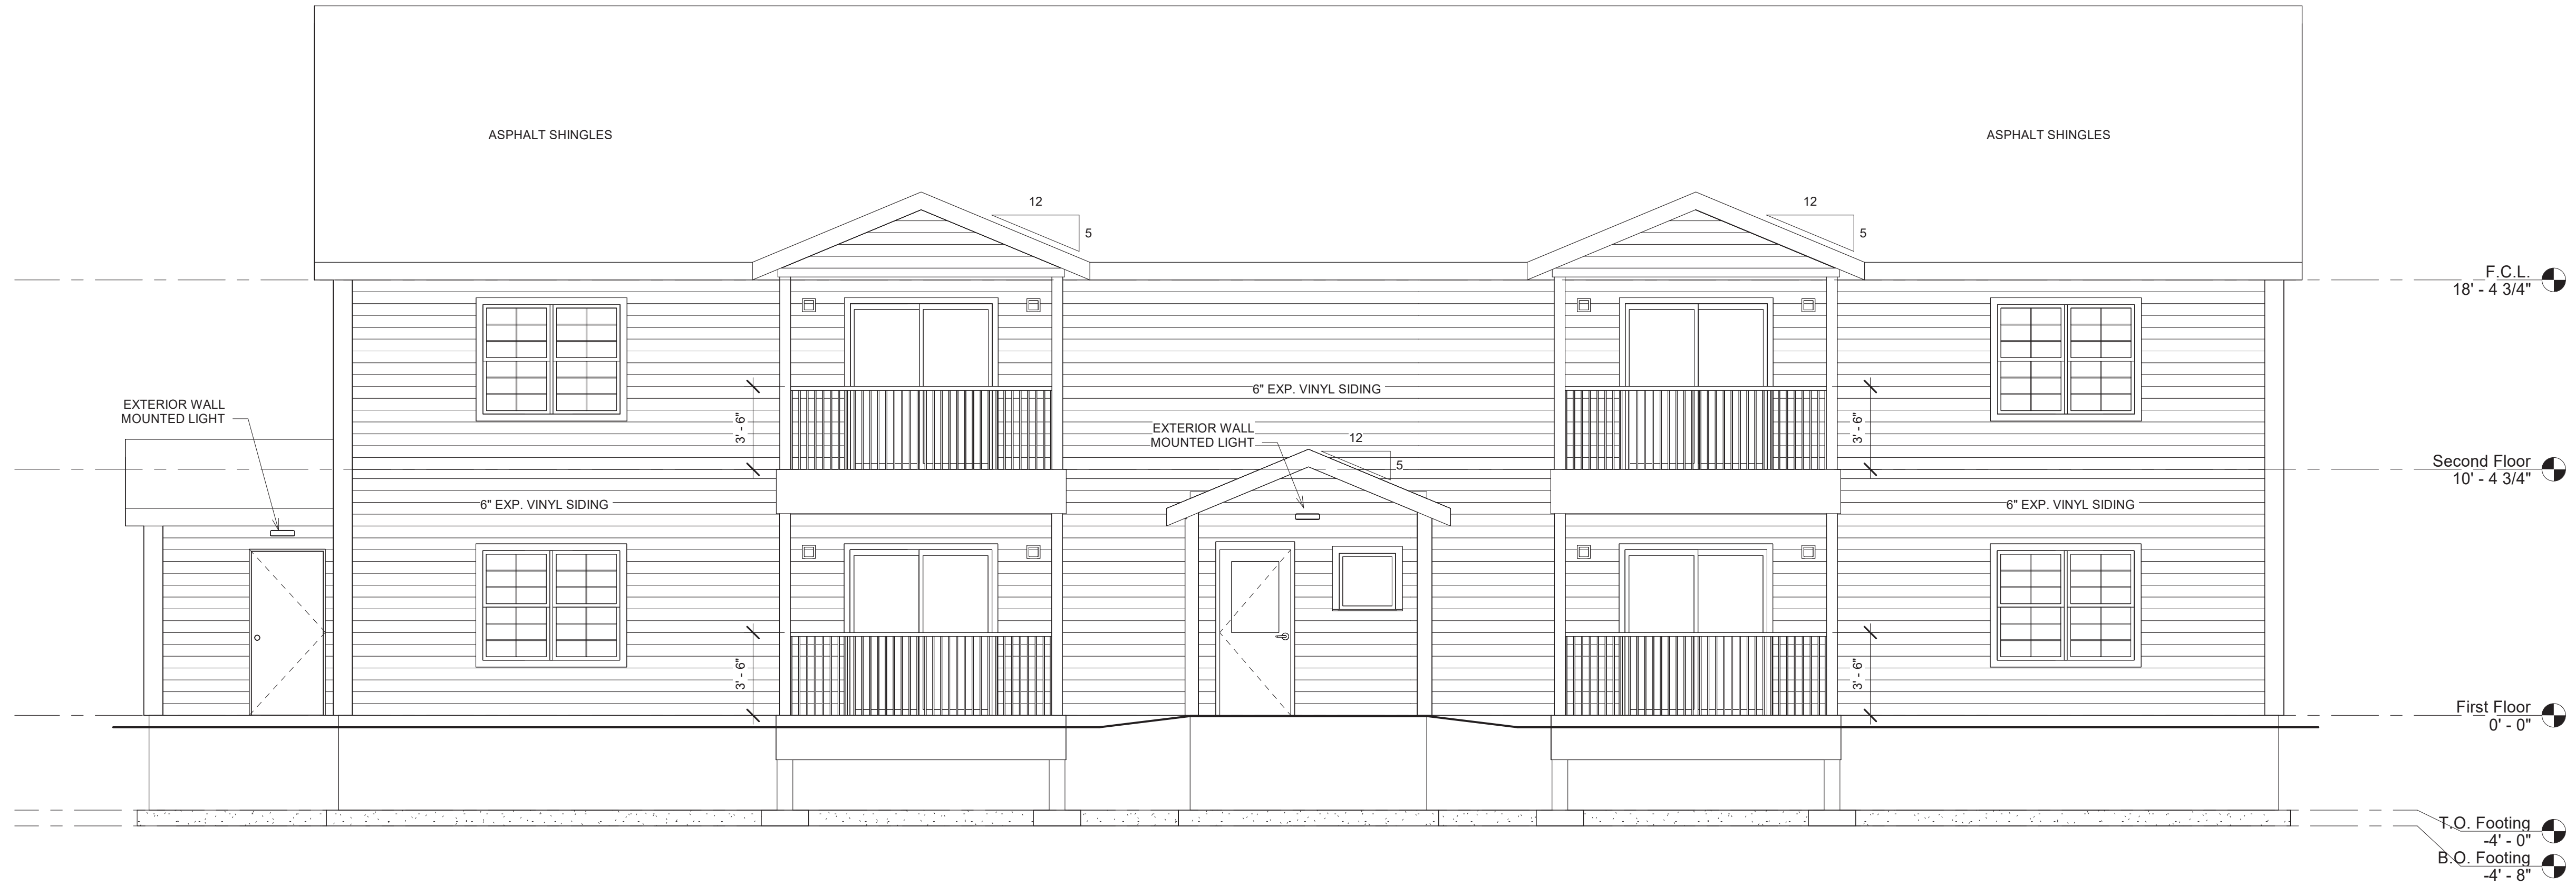 ASPHALT SHINGLES
ASPHALT SHINGLES
12
5
12
5
F.C.L.
18' - 4 3/4"
6" EXP. VINYL SIDING
EXTERIOR WALL
MOUNTED LIGHT
3' - 6"
3' - 6"
EXTERIOR WALL
MOUNTED LIGHT
12
5
Second Floor
10' - 4 3/4"
6" EXP. VINYL SIDING
6" EXP. VINYL SIDING
3' - 6"
3' - 6"
First Floor
0' - 0"
T.O. Footing
-4' - 0"
B.O. Footing
-4' - 8"